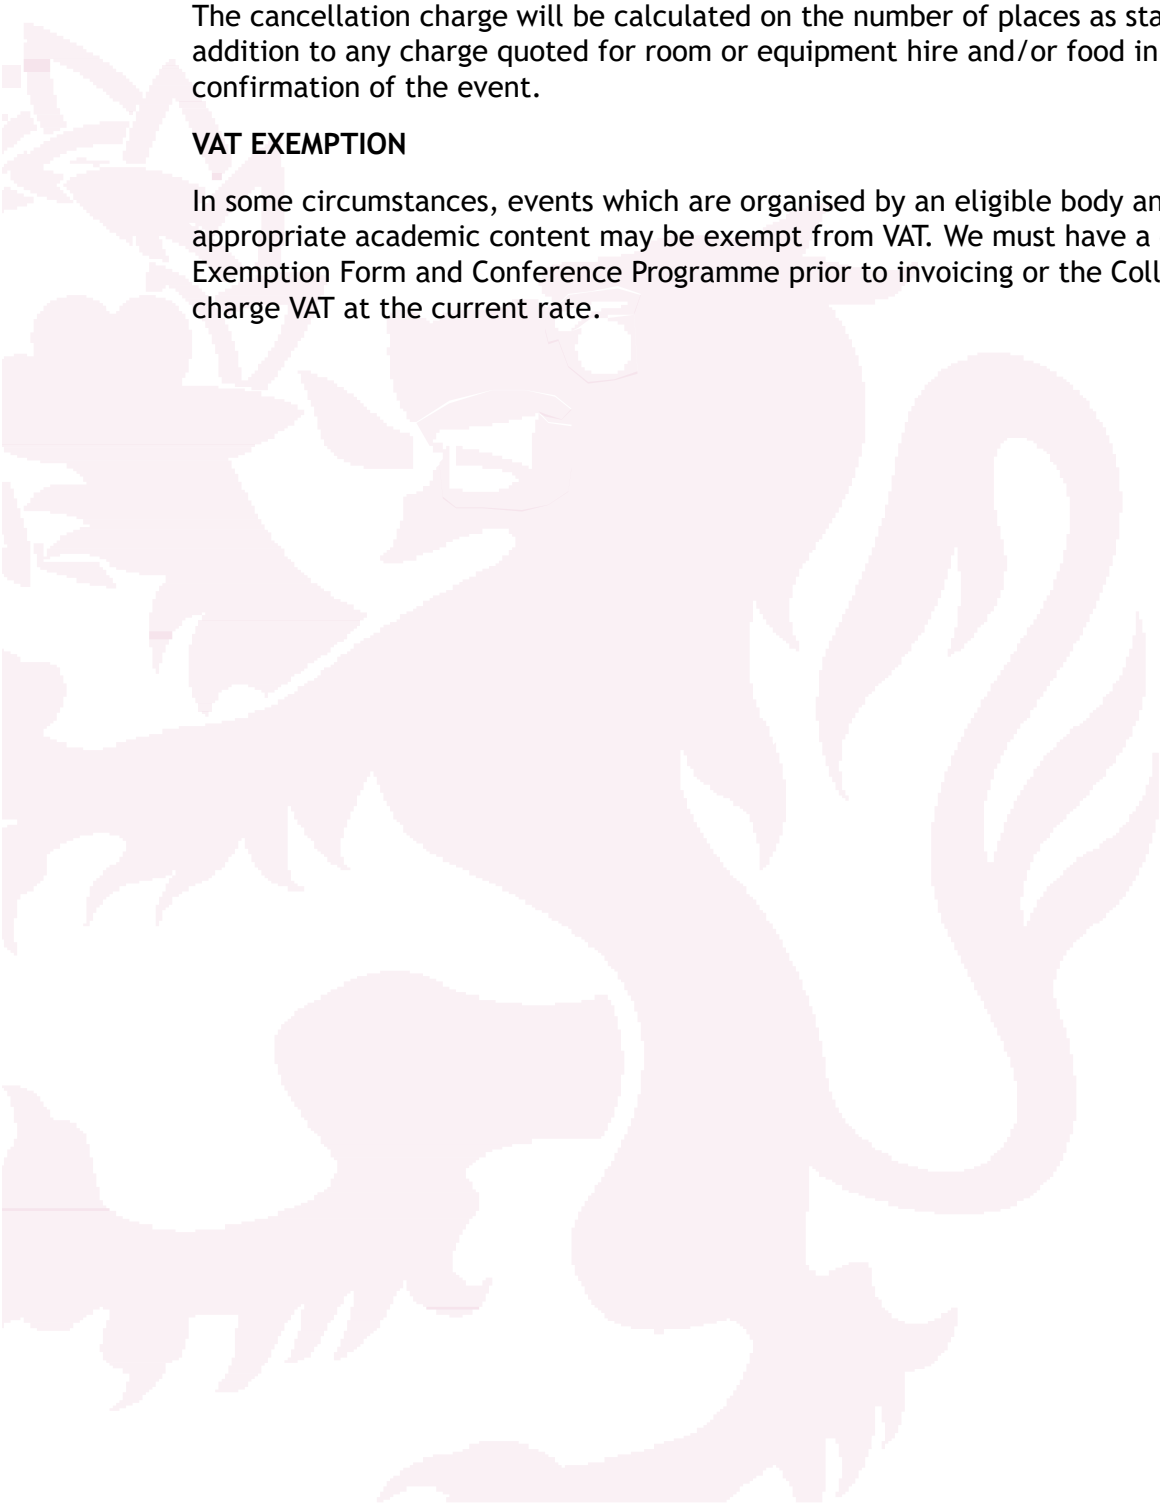 The cancellation charge will be calculated on the number of places as
addition to any charge quoted for room or equipment hire and/or food in
confirmation of the event.
VAT EXEMPTION
In some circumstances, events which are organised by an eligible body
appropriate academic content may be exempt from VAT. We must have a
Exemption Form and Conference Programme prior to invoicing or the
charge VAT at the current rate.